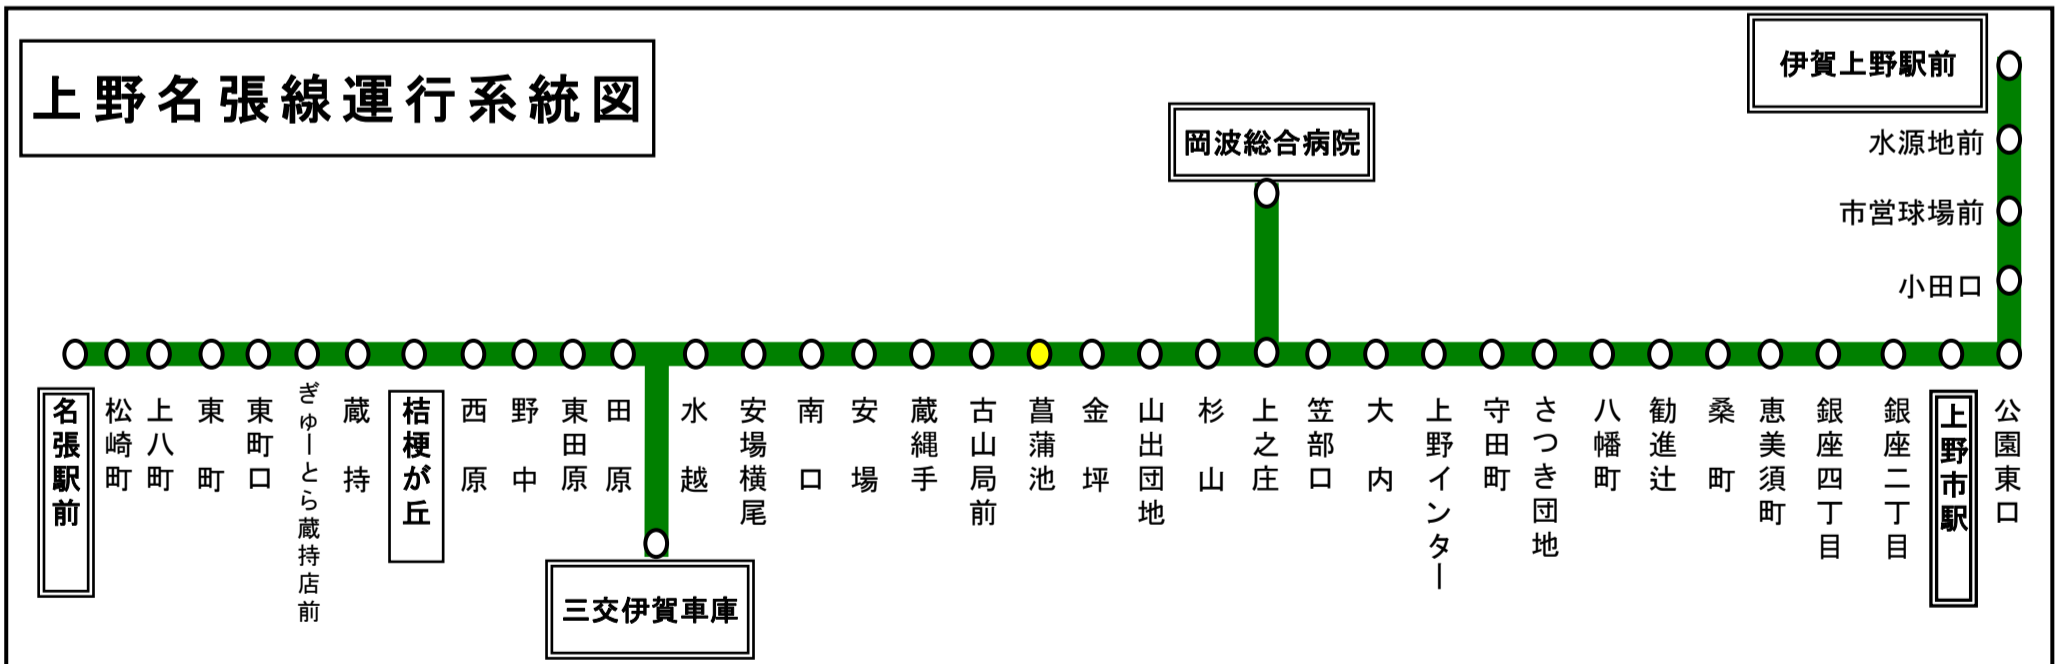 上野名張線運行系統図
伊賀上野駅前
岡波総合病院
水源地前
市営球場前
小田口
名張駅前
松崎町
上八町
東町
東町口
ぎゅーとら蔵持店前
蔵持
桔梗が丘
西原
野中
東田原
田原
水越
安場横尾
南口
安場
蔵縄手
古山局前
菖蒲池
金坪
山出団地
杉山
上之庄
笠部口
大内
上野インター
守田町
さつき団地
八幡町
勧進辻
桑町
恵美須町
銀座四丁目
銀座二丁目
上野市駅
公園東口
三交伊賀車庫